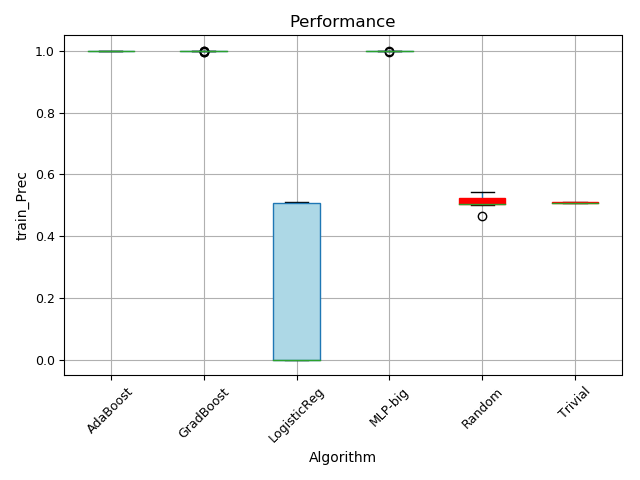 Performance
train_Prec
1.0
0.8
0.6
0.4
0.2
0.0
AdaBoost
GradBoost
LogisticReg
MLP-big
Random
Trivial
Algorithm